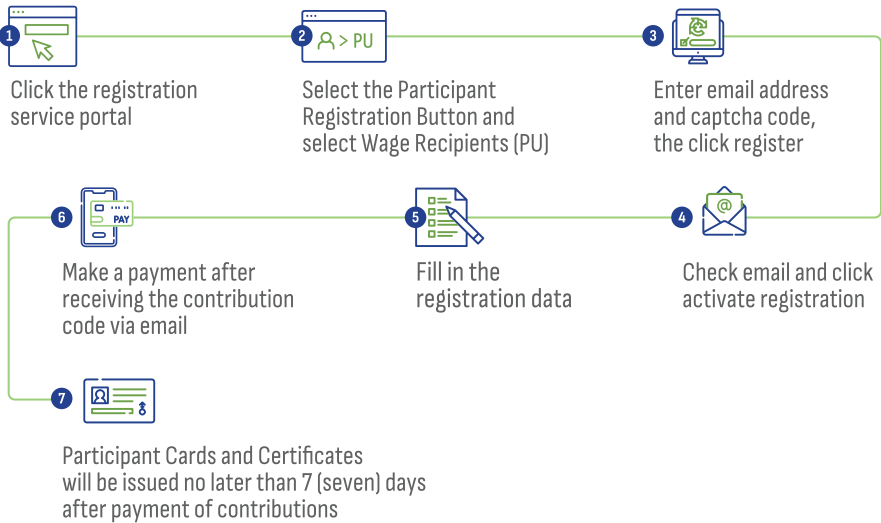 1
Click the registration
service portal
2
> PU
Select the Participant
Registration Button and
select Wage Recipients (PU)
3
Enter email address
and captcha code,
the click register
4
@
Check email and click
activate registration
5
Fill in the
registration data
6
PAY
Make a payment after
receiving the contribution
code via email
7
Participant Cards and Certificates
will be issued no later than 7 (seven) days
after payment of contributions